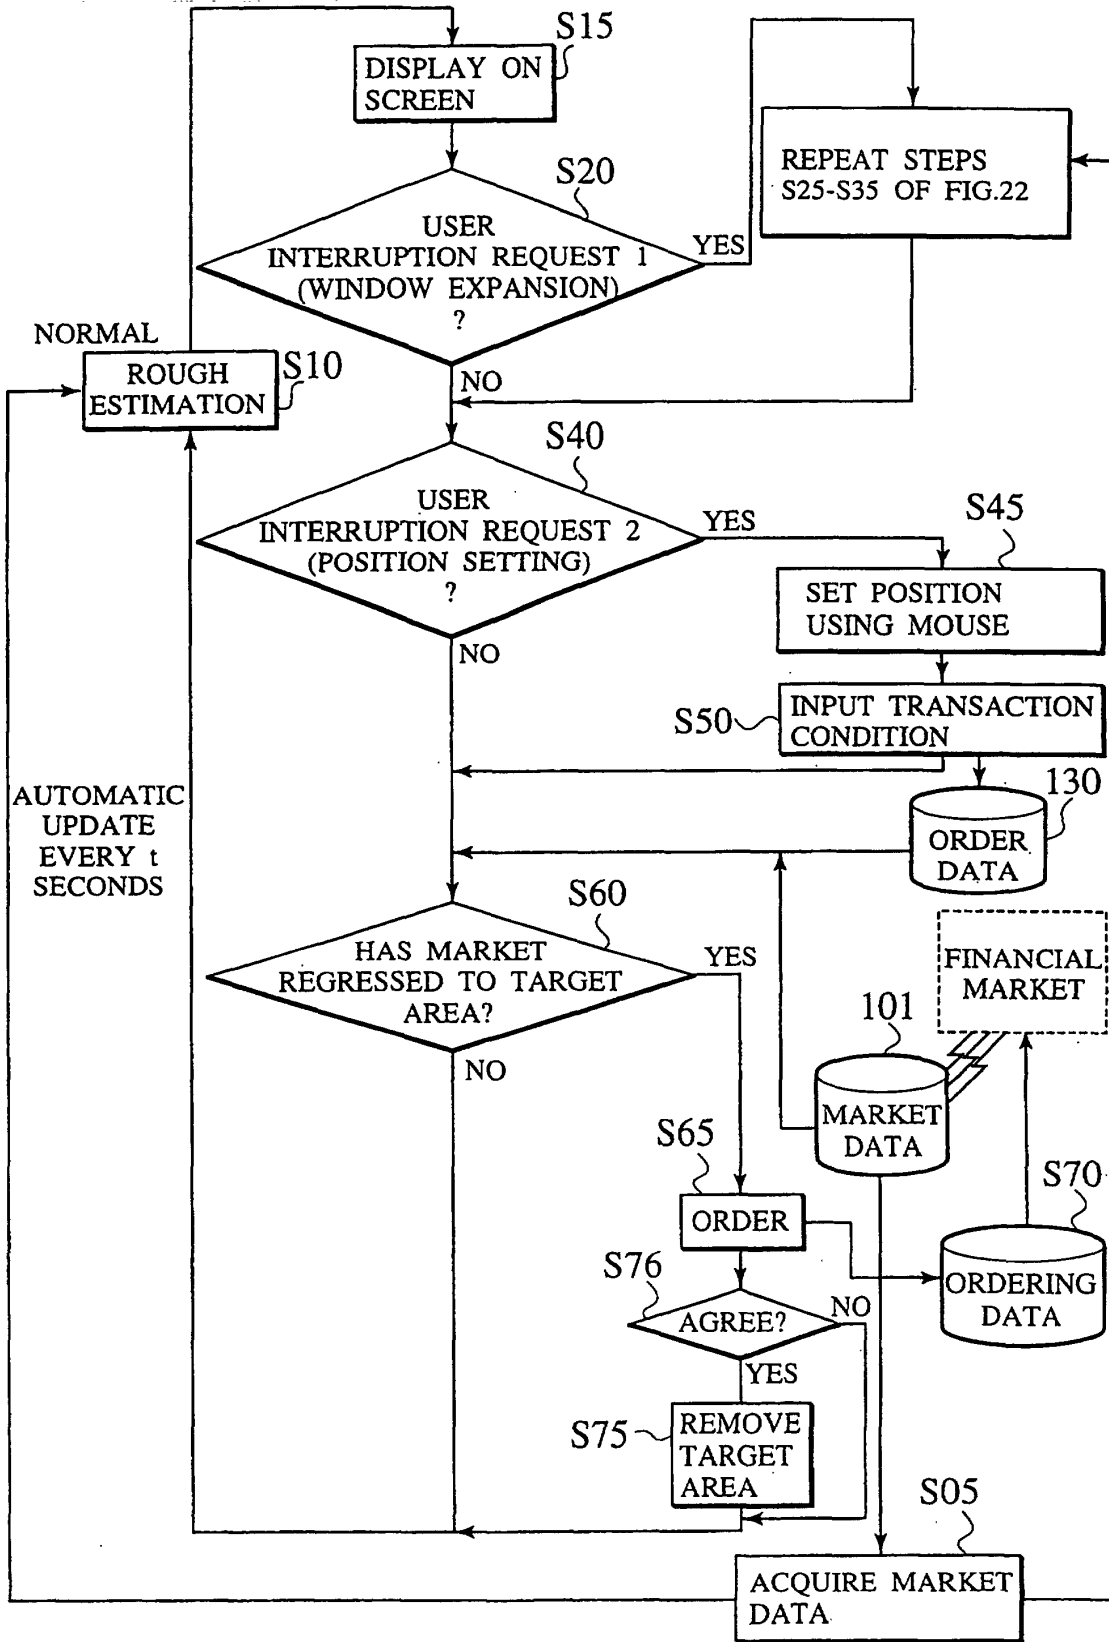 S15
DISPLAY ON
SCREEN
S20
USER
INTERRUPTION REQUEST 1
(WINDOW EXPANSION)
?
YES
NO
REPEAT STEPS
S25-S35 OF FIG.22
NORMAL
ROUGH
ESTIMATION
S10
S40
USER
INTERRUPTION REQUEST 2
(POSITION SETTING)
?
YES
NO
S45
SET POSITION
USING MOUSE
S50
INPUT TRANSACTION
CONDITION
130
ORDER
DATA
AUTOMATIC
UPDATE
EVERY t
SECONDS
S60
HAS MARKET
REGRESSED TO TARGET
AREA?
YES
NO
FINANCIAL
MARKET
101
MARKET
DATA
S65
ORDER
S70
ORDERING
DATA
S76
AGREE?
NO
YES
S75
REMOVE
TARGET
AREA
S05
ACQUIRE MARKET
DATA